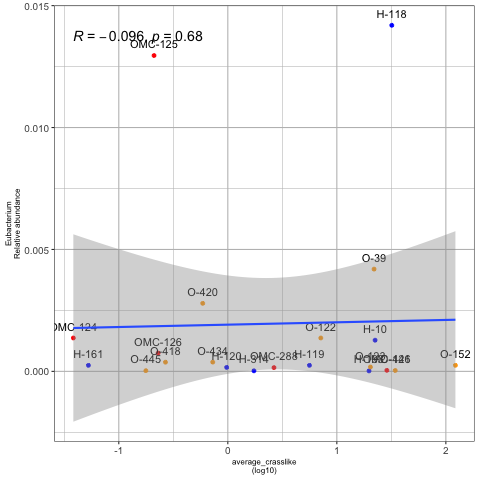 0.015
H-118
R = −0.096, p = 0.68
OMC-125
0.010
0.005
0.000
Eubacterium
Relative abundance
O-39
O-420
OMC-124
O-122
H-10
OMC-126
O-418
O-434
H-161
O-445
H-120
H-314
OMC-288
H-119
O-152
-1
0
1
2
average_crasslike
(log10)